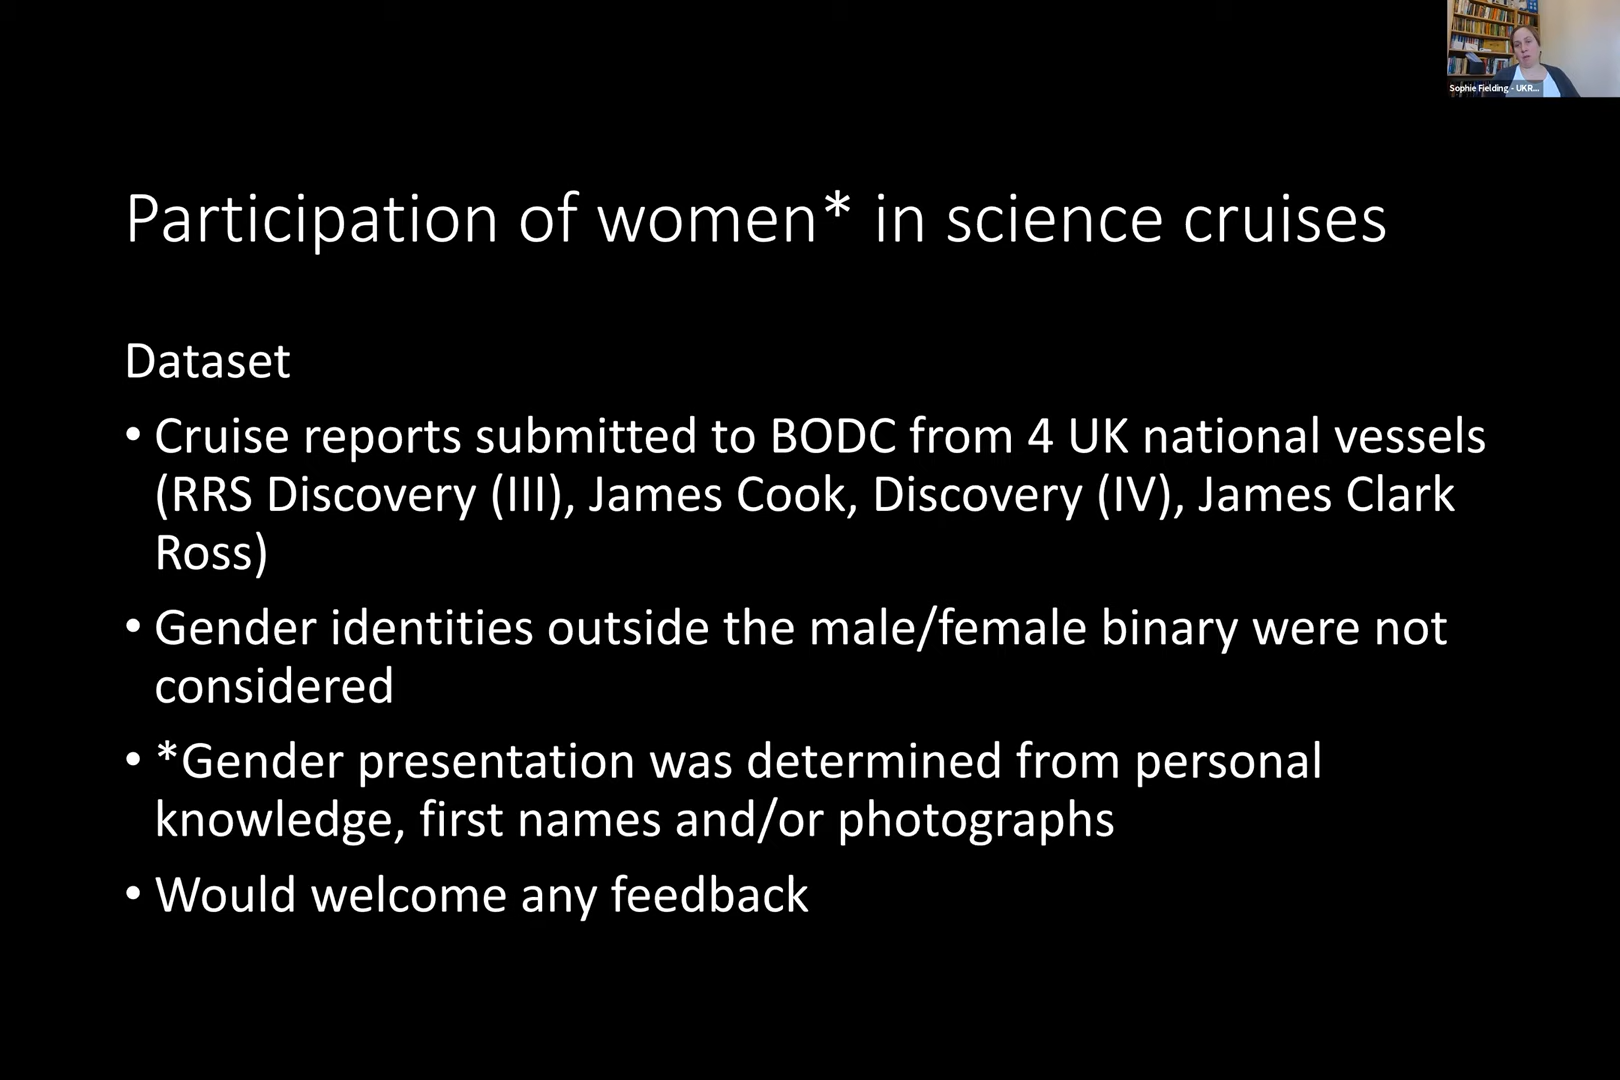 Sophie Fielding - UKR...
Participation of women* in science cruises
Dataset
• Cruise reports submitted to BODC from 4 UK national vessels
(RRS Discovery (III), James Cook, Discovery (IV), James Clark
Ross)
• Gender identities outside the male/female binary were not
considered
• *Gender presentation was determined from personal
knowledge, first names and/or photographs
• Would welcome any feedback